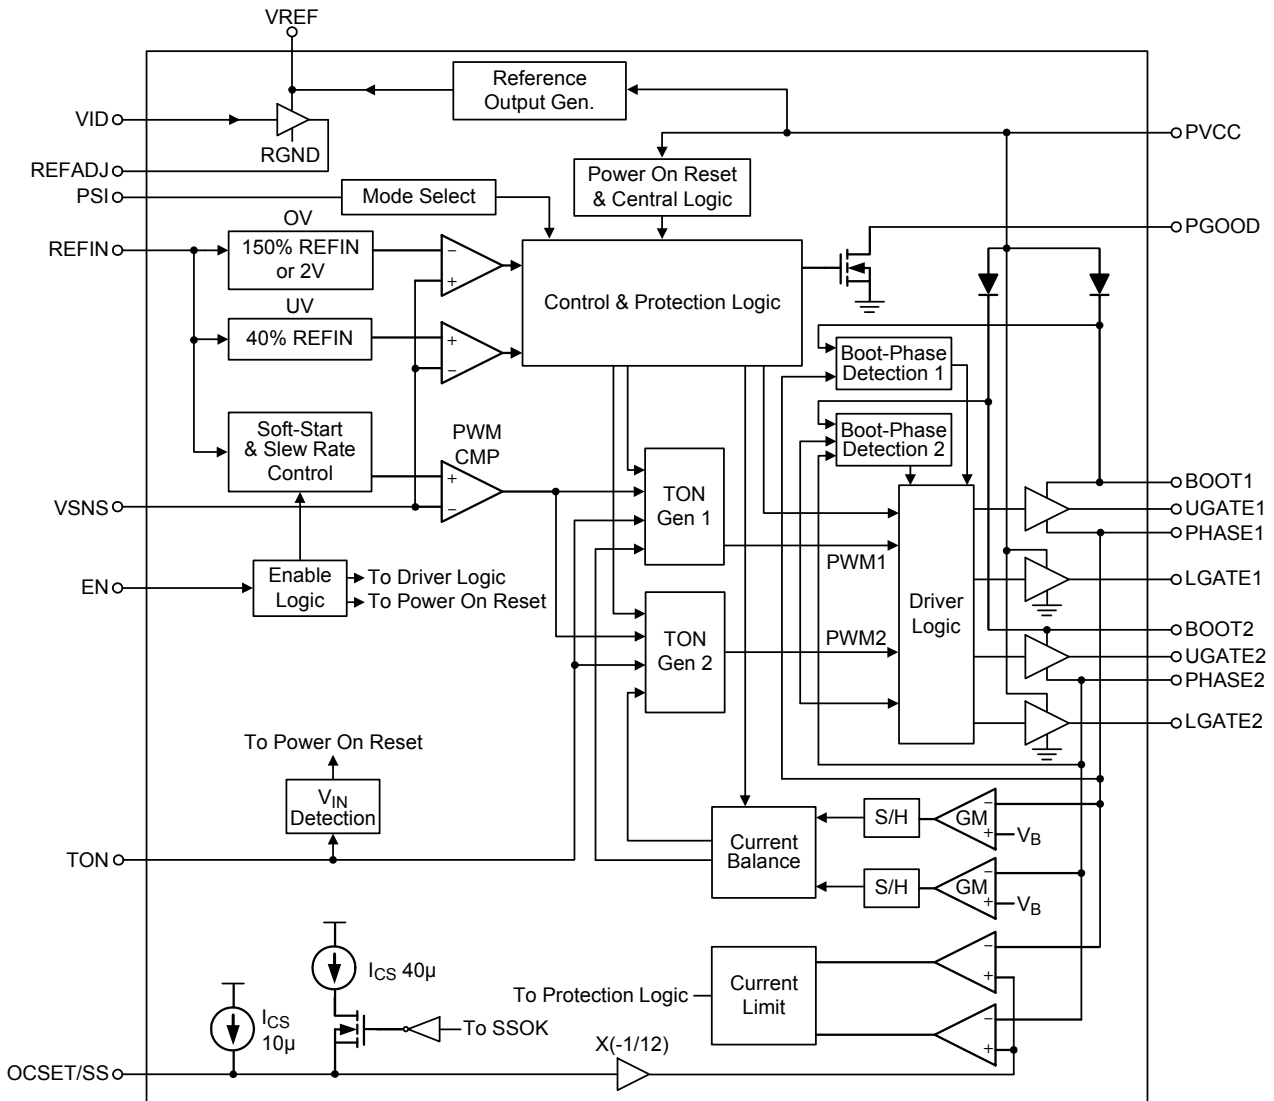 VREF
Reference
Output Gen.
VID
RGND
REFADJ
PVCC
Power On Reset
& Central Logic
PSI
Mode Select
OV
REFIN
150% REFIN
or 2V
−
+
PGOOD
Control & Protection Logic
UV
40% REFIN
+
−
Boot-Phase
Detection 1
Soft-Start
& Slew Rate
Control
PWM
CMP
+
−
Boot-Phase
Detection 2
VSNS
TON
Gen 1
BOOT1
UGATE1
PHASE1
EN
Enable
Logic
To Driver Logic
To Power On Reset
PWM1
LGATE1
Driver
Logic
TON
Gen 2
PWM2
BOOT2
UGATE2
PHASE2
LGATE2
To Power On Reset
VIN
Detection
TON
Current
Balance
S/H
GM
−
+
VB
S/H
GM
−
+
VB
ICS 40µ
ICS
10µ
To SSOK
To Protection Logic
Current
Limit
−
+
−
+
X(-1/12)
OCSET/SS